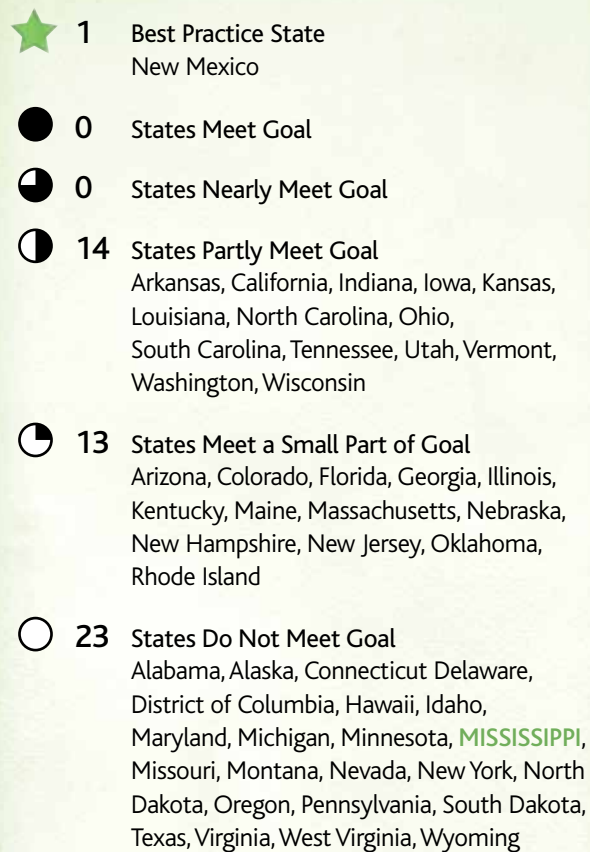 1 Best Practice State
New Mexico
0 States Meet Goal
0 States Nearly Meet Goal
14 States Partly Meet Goal
Arkansas, California, Indiana, Iowa, Kansas,
Louisiana, North Carolina, Ohio,
South Carolina, Tennessee, Utah, Vermont,
Washington, Wisconsin
13 States Meet a Small Part of Goal
Arizona, Colorado, Florida, Georgia, Illinois,
Kentucky, Maine, Massachusetts, Nebraska,
New Hampshire, New Jersey, Oklahoma,
Rhode Island
23 States Do Not Meet Goal
Alabama, Alaska, Connecticut Delaware,
District of Columbia, Hawaii, Idaho,
Maryland, Michigan, Minnesota, MISSISSIPPI,
Missouri, Montana, Nevada, New York, North
Dakota, Oregon, Pennsylvania, South Dakota,
Texas, Virginia, West Virginia, Wyoming